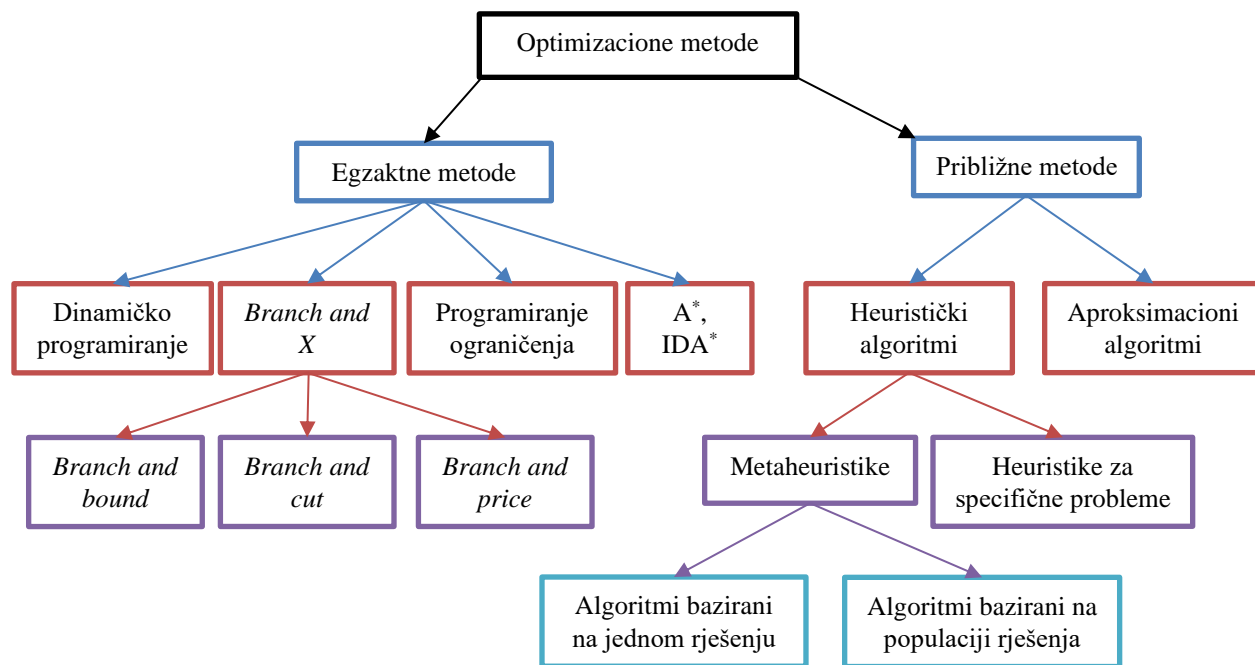 Optimizacione metode
Egzaktne metode
Približne metode
Dinamičko
programiranje
Branch and
X
Programiranje
ograničenja
A*,
IDA*
Heuristički
algoritmi
Aproksimacioni
algoritmi
Branch and
bound
Branch and
cut
Branch and
price
Metaheuristike
Heuristike za
specifične probleme
Algoritmi bazirani
na jednom rješenju
Algoritmi bazirani na
populaciji rješenja